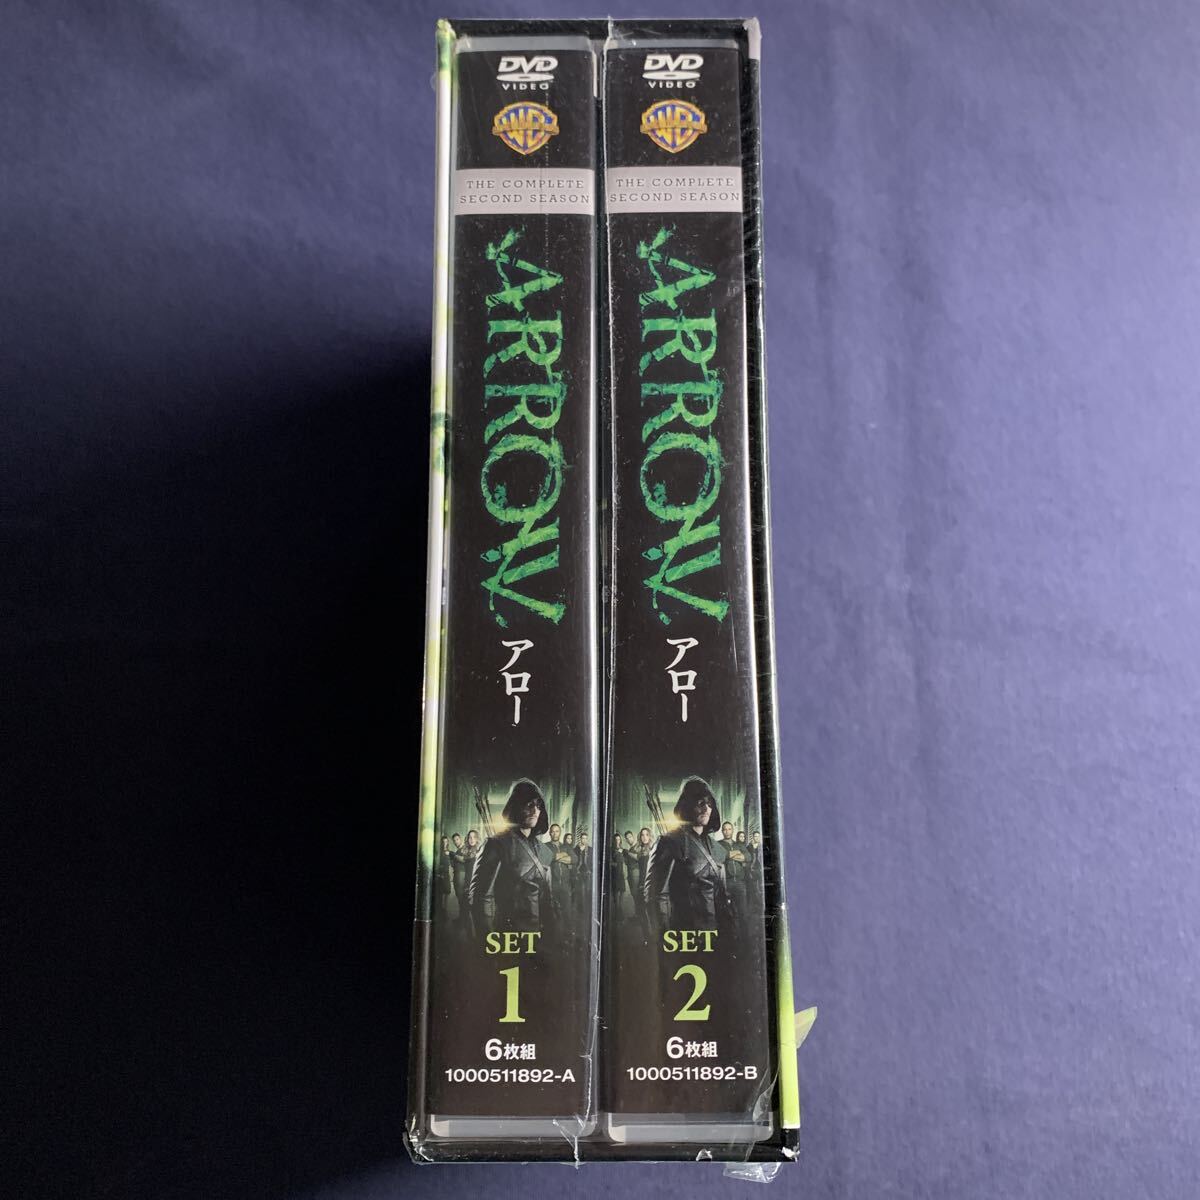 DVD
VIDEO
WB
THE COMPLETE
SECOND SEASON
ARROW
アロー
SET
1
6枚組
1000511892-A
DVD
VIDEO
WB
THE COMPLETE
SECOND SEASON
ARROW
アロー
SET
2
6枚組
1000511892-B